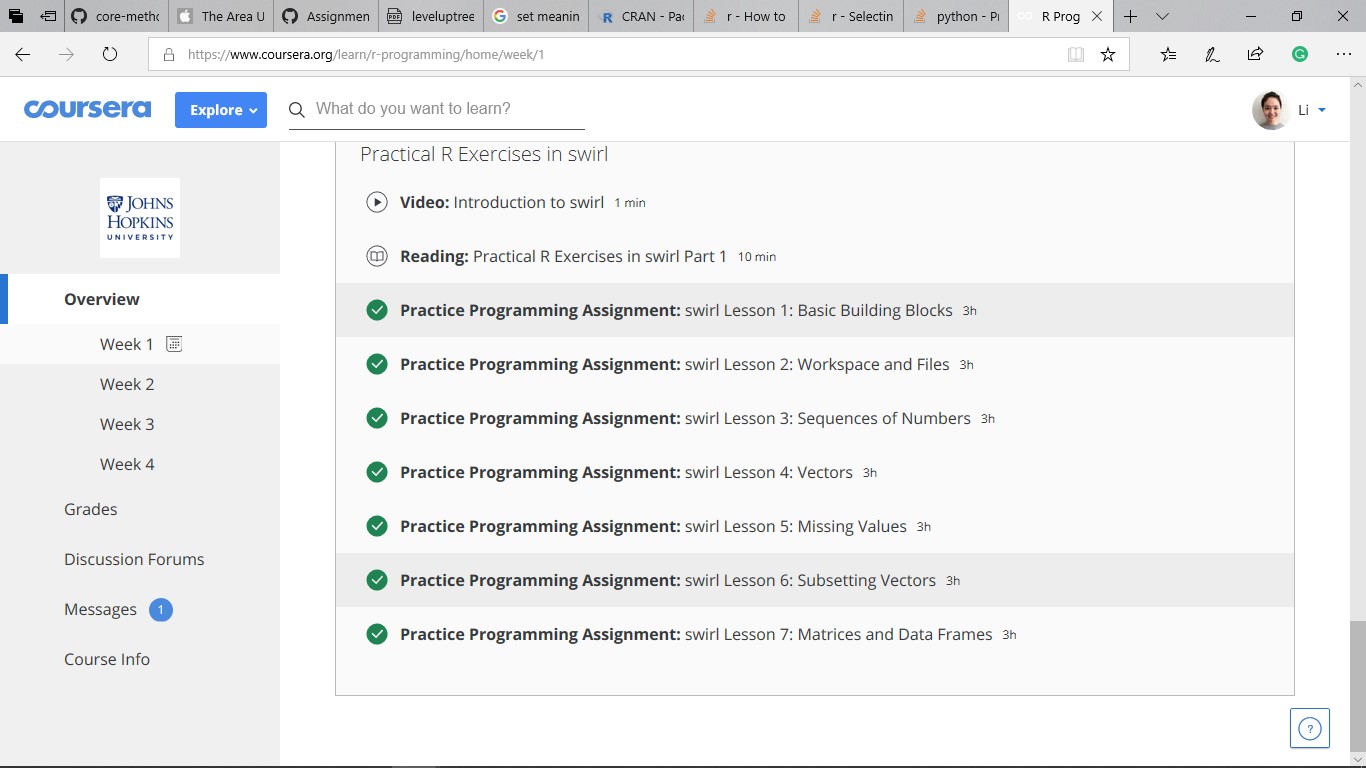 core-metho
The Area U
Assignmen
leveluptree
set meanin
CRAN - Pac
r - How to
r - Selectin
python - Pr
R Prog
https://www.coursera.org/learn/r-programming/home/week/1
coursera
Explore
What do you want to learn?
Li
JOHNS
HOPKINS
UNIVERSITY
Overview
Week 1
Week 2
Week 3
Week 4
Grades
Discussion Forums
Messages 1
Course Info
Practical R Exercises in swirl
Video: Introduction to swirl 1 min
Reading: Practical R Exercises in swirl Part 1 10 min
Practice Programming Assignment: swirl Lesson 1: Basic Building Blocks 3h
Practice Programming Assignment: swirl Lesson 2: Workspace and Files 3h
Practice Programming Assignment: swirl Lesson 3: Sequences of Numbers 3h
Practice Programming Assignment: swirl Lesson 4: Vectors 3h
Practice Programming Assignment: swirl Lesson 5: Missing Values 3h
Practice Programming Assignment: swirl Lesson 6: Subsetting Vectors 3h
Practice Programming Assignment: swirl Lesson 7: Matrices and Data Frames 3h
?